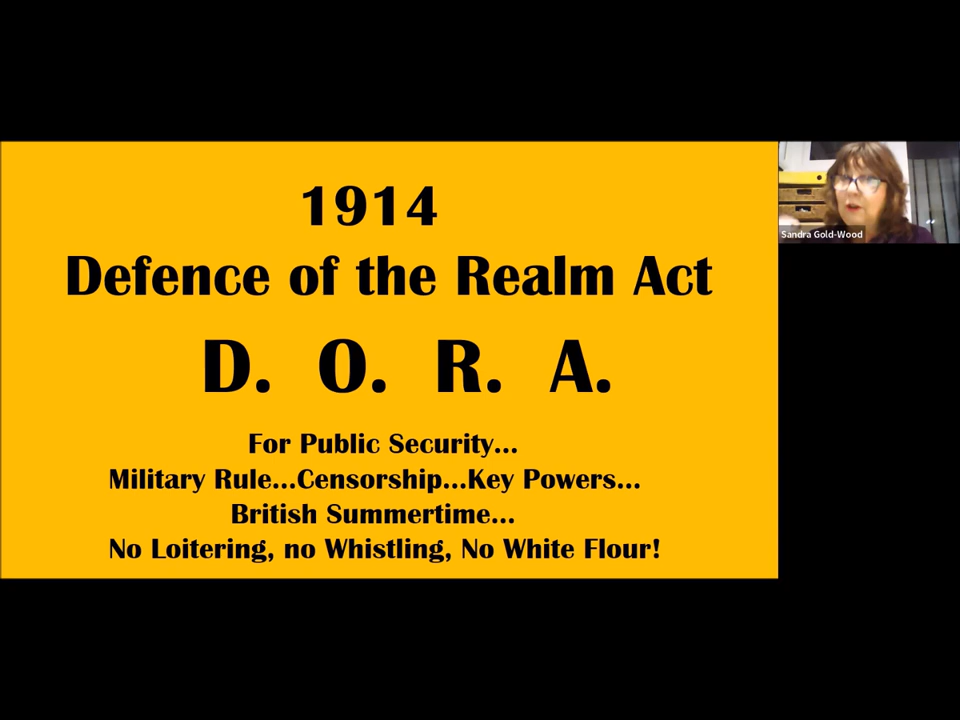 1914
Defence of the Realm Act
D. O. R. A.
For Public Security...
Military Rule...Censorship...Key Powers...
British Summertime...
No Loitering, no Whistling, No White Flour!
Sandra Gold-Wood